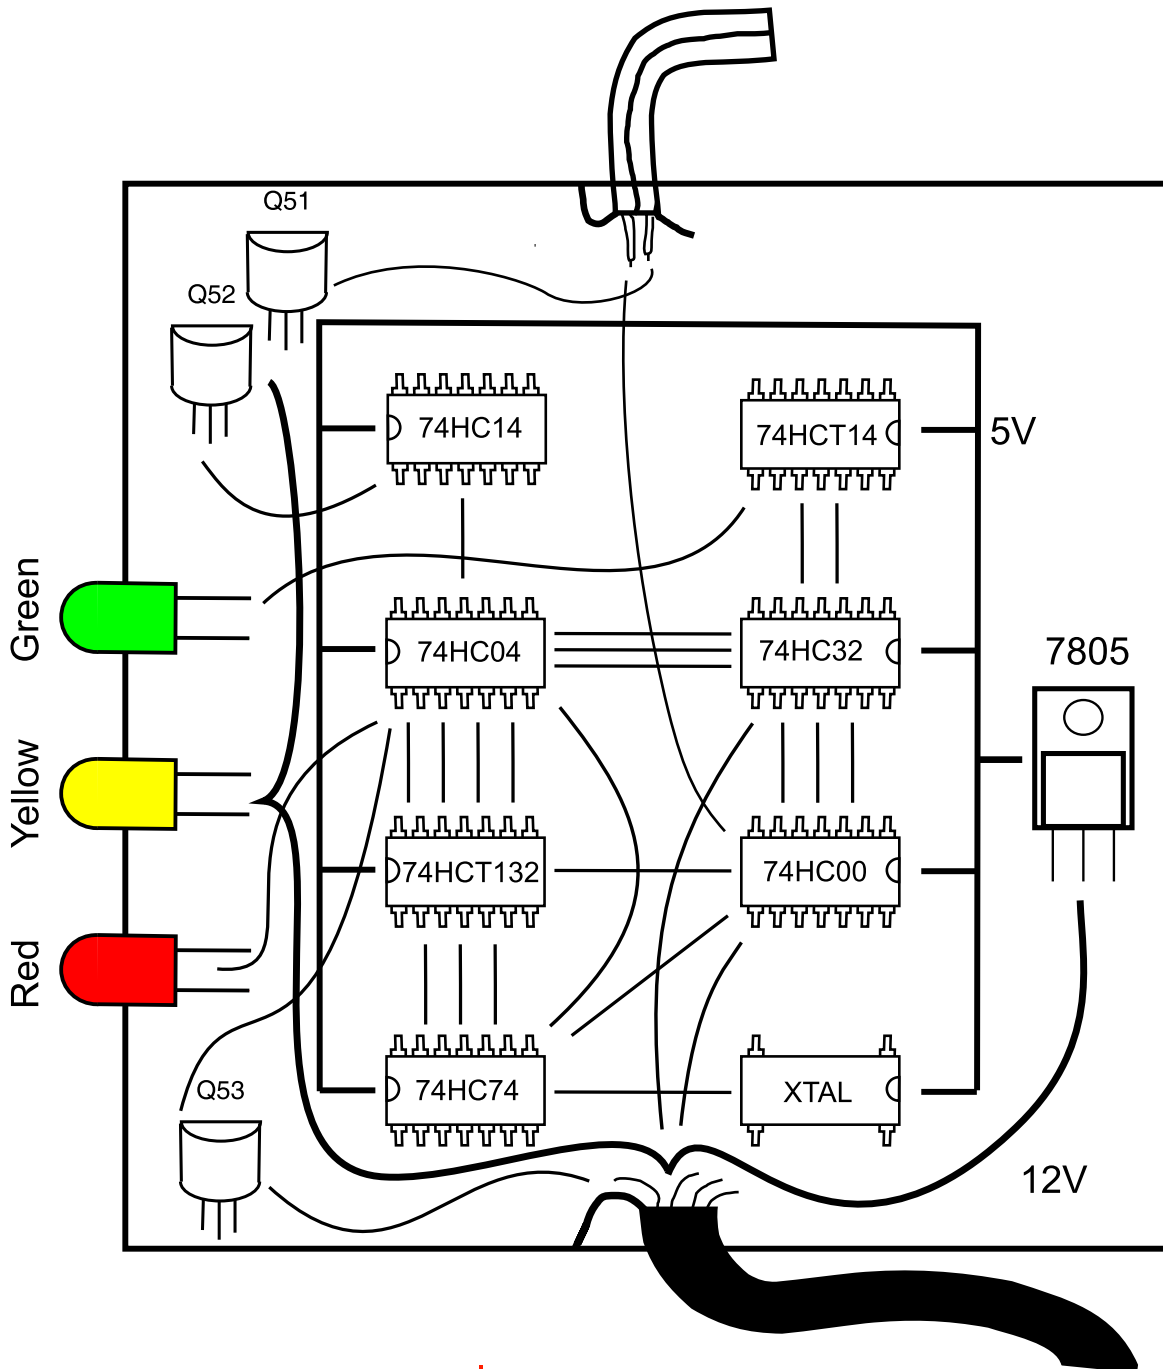 Q51
Q52
74HC14
74HCT14
5V
Green
74HC04
74HC32
7805
Yellow
74HCT132
74HC00
Red
74HC74
XTAL
Q53
12V